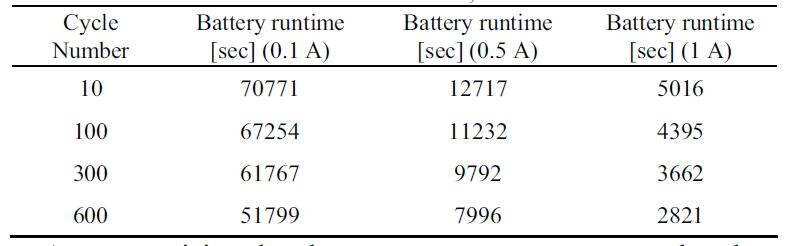 Cycle Number Battery runtime [sec] (0.1 A) Battery runtime [sec] (0.5 A) Battery runtime [sec] (1 A)
10 70771 12717 5016
100 67254 11232 4395
300 61767 9792 3662
600 51799 7996 2821